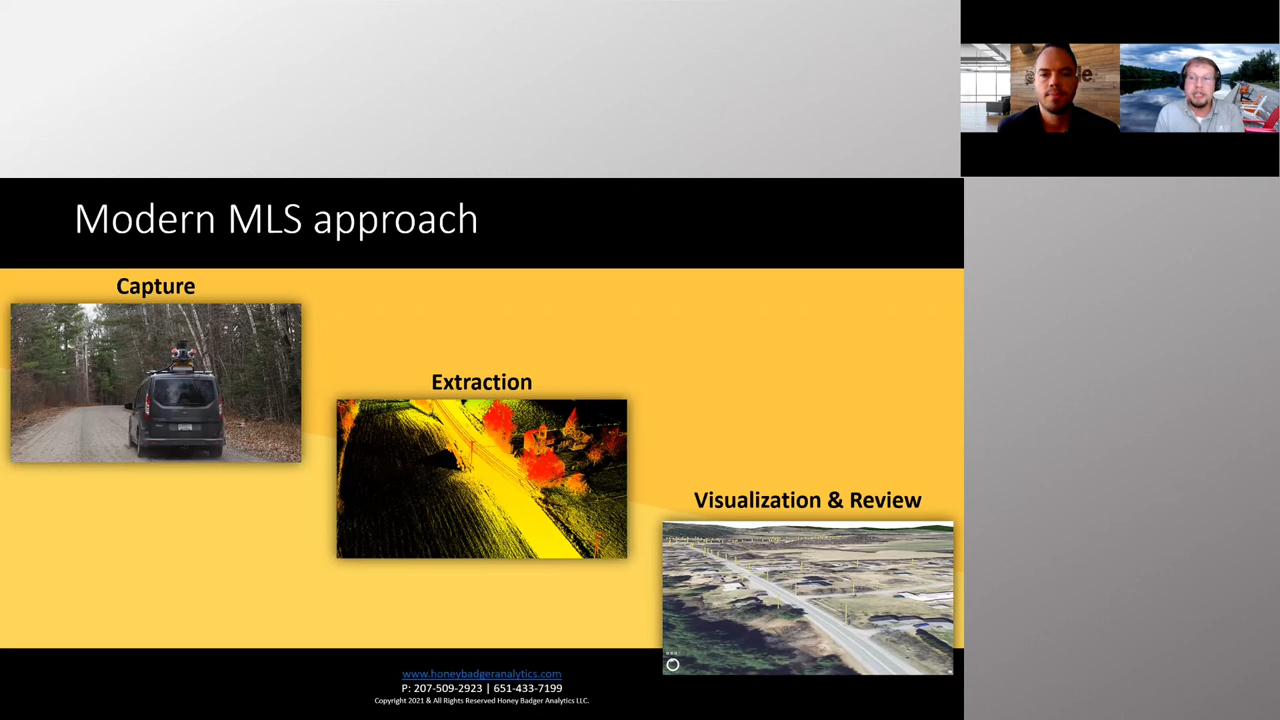 Modern MLS approach
Capture
Extraction
Visualization & Review
www.honeybadgeranalytics.com
P: 207-509-2923 | 651-433-7199
Copyright 2021 & All Rights Reserved Honey Badger Analytics LLC.